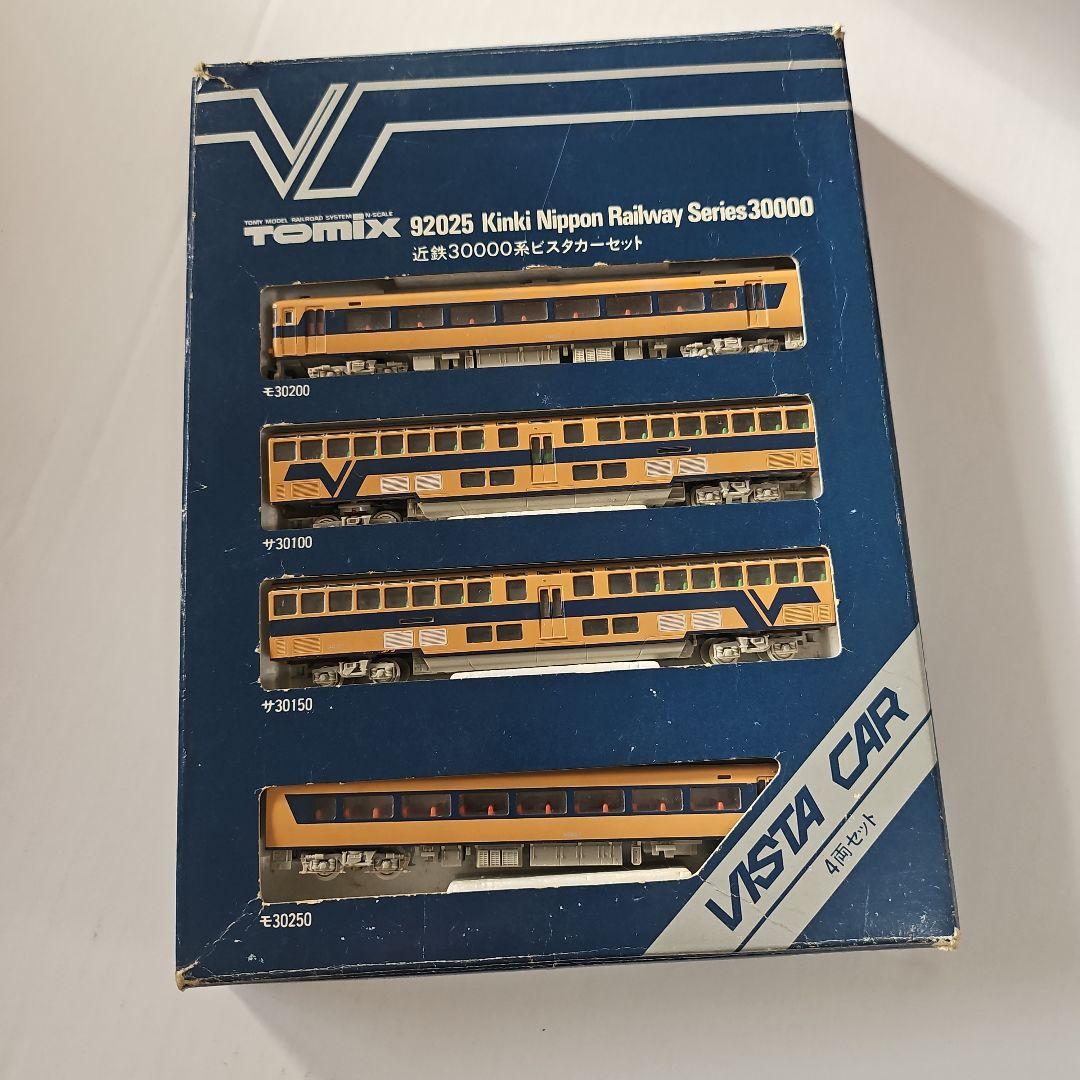 TOMY MODEL RAILROAD SYSTEM N-SCALE
TOMIX 92025 Kinki Nippon Railway Series 30000
近鉄30000系ビスタカーセット
モ30200
サ30100
サ30150
モ30250
VISTA CAR
4両セット